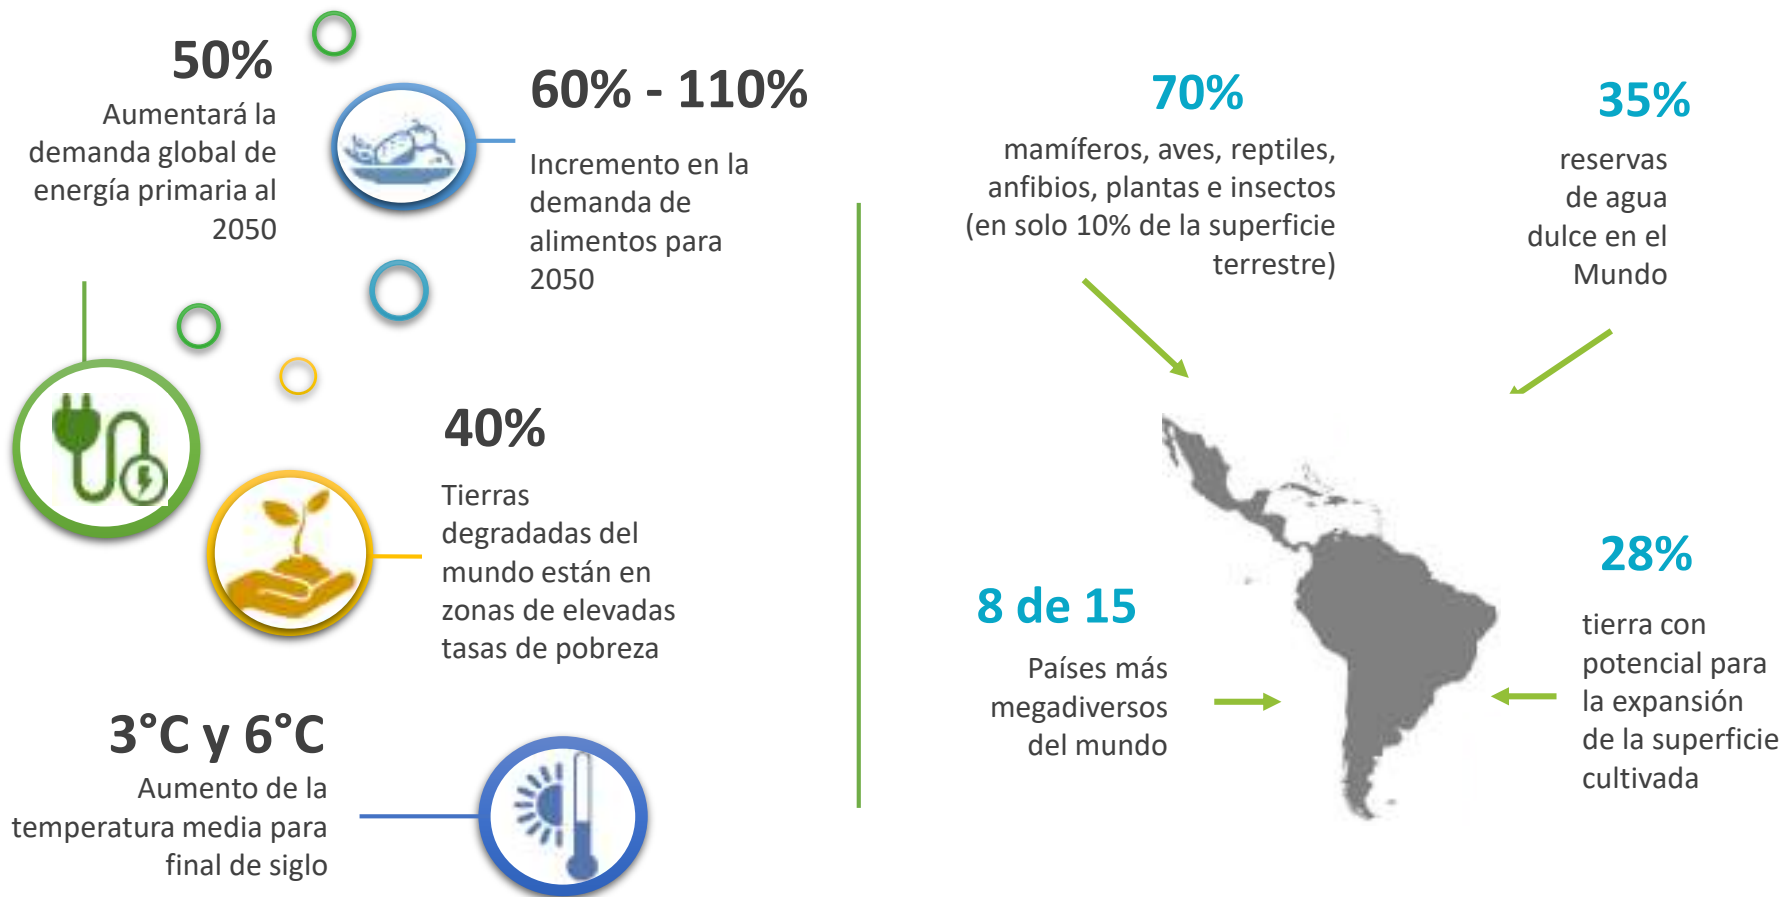 50%
Aumentará la
demanda global de
energía primaria al
2050
60% - 110%
Incremento en la
demanda de
alimentos para
2050
40%
Tierras
degradadas del
mundo están en
zonas de elevadas
tasas de pobreza
3°C y 6°C
Aumento de la
temperatura media para
final de siglo
70%
mamíferos, aves, reptiles,
anfibios, plantas e insectos
(en solo 10% de la superficie
terrestre)
35%
reservas
de agua
dulce en el
Mundo
8 de 15
Países más
megadiversos
del mundo
28%
tierra con
potencial para
la expansión
de la superficie
cultivada